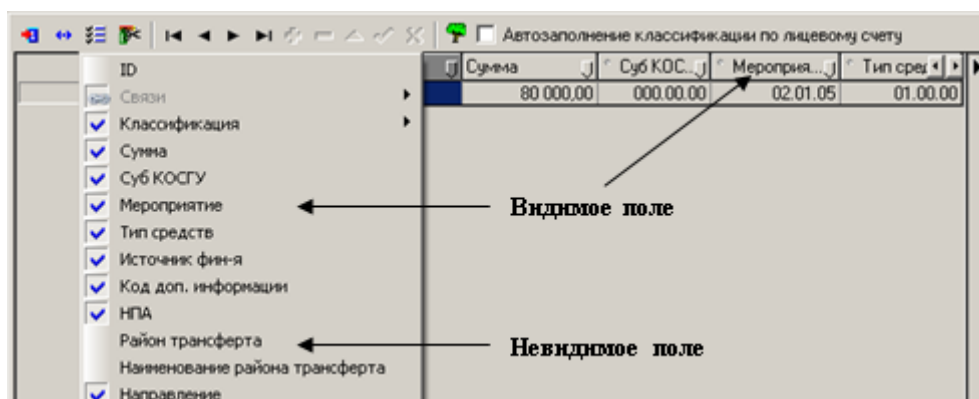 Автозаполнение классификации по лицевому счету
Сумма Суб КОС... Мероприя... Тип сред
80 000,00 000.00.00 02.01.05 01.00.00
ID
Связи
Классификация
Сумма
Суб КОСГУ
Мероприятие
Видимое поле
Тип средств
Источник фин-я
Код доп. информации
НПА
Район трансферта
Невидимое поле
Наименование района трансферта
Направление